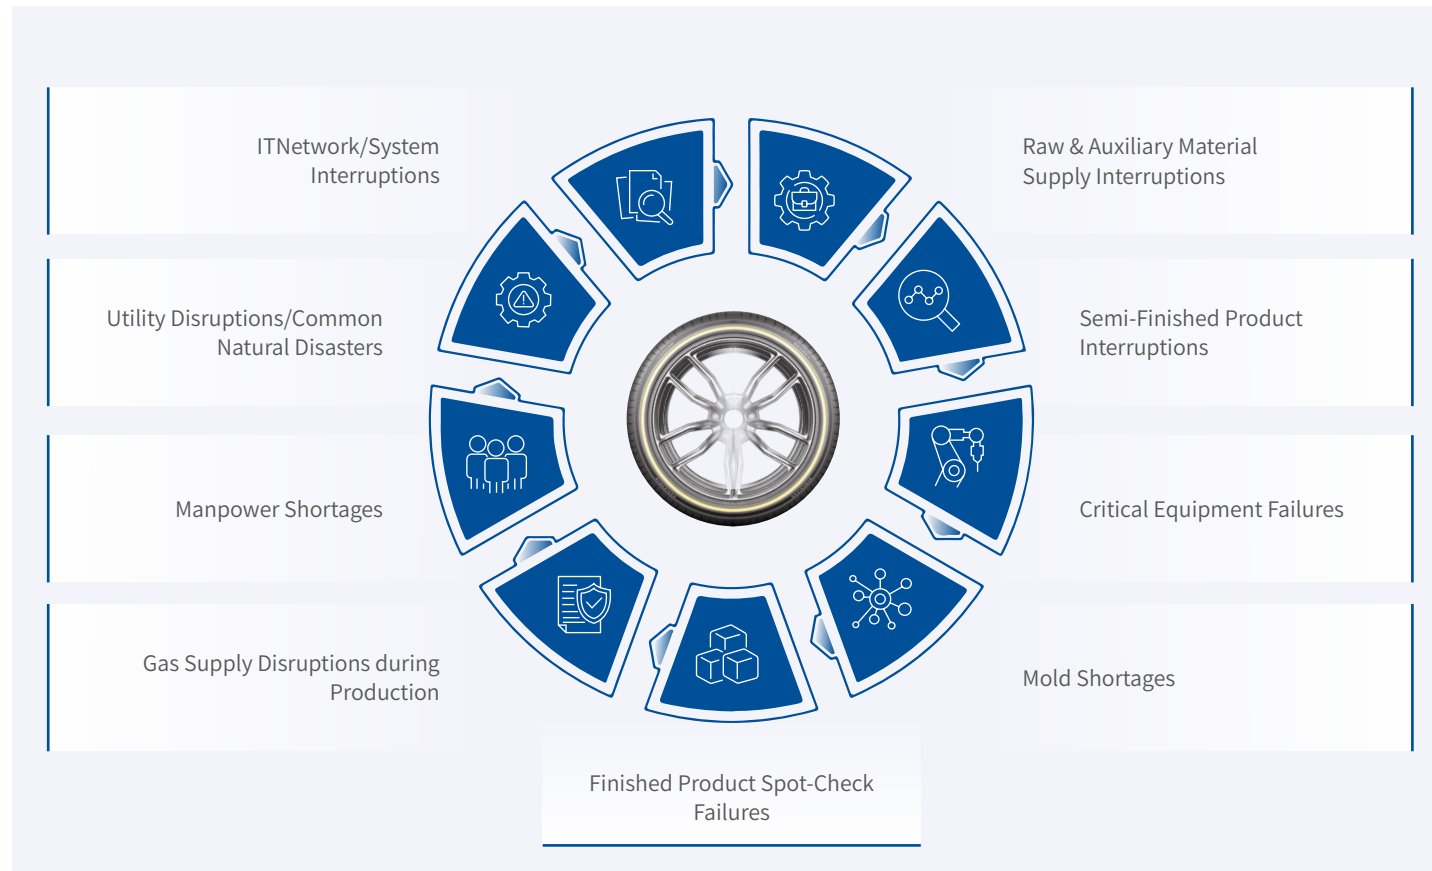 ITNetwork/System
Interruptions
Raw & Auxiliary Material
Supply Interruptions
Utility Disruptions/Common
Natural Disasters
Semi-Finished Product
Interruptions
Manpower Shortages
Critical Equipment Failures
Gas Supply Disruptions during
Production
Mold Shortages
Finished Product Spot-Check
Failures